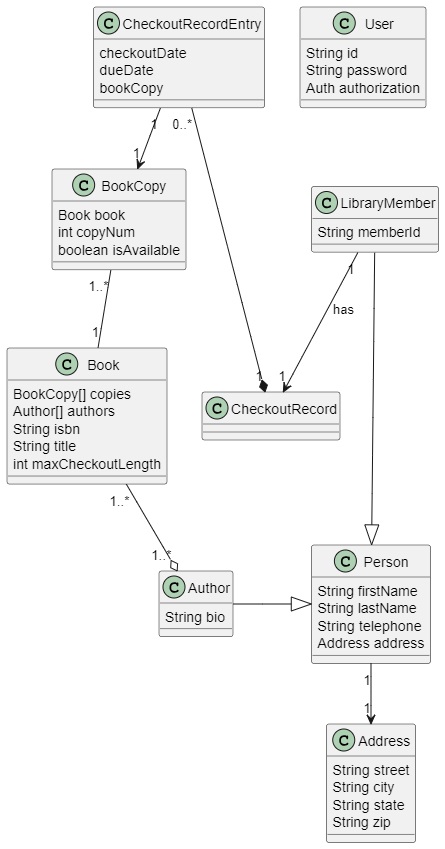 C CheckoutRecordEntry
checkoutDate
dueDate
bookCopy
C User
String id
String password
Auth authorization
1
0..*
1
C BookCopy
Book book
int copyNum
boolean isAvailable
C LibraryMember
String memberId
1..*
1
1
has
1
1
C Book
BookCopy[] copies
Author[] authors
String isbn
String title
int maxCheckoutLength
C CheckoutRecord
1..*
1..*
C Author
String bio
C Person
String firstName
String lastName
String telephone
Address address
1
1
C Address
String street
String city
String state
String zip